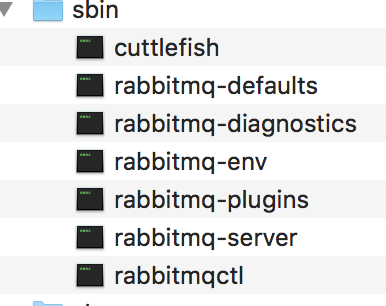 sbin
cuttlefish
rabbitmq-defaults
rabbitmq-diagnostics
rabbitmq-env
rabbitmq-plugins
rabbitmq-server
rabbitmqctl